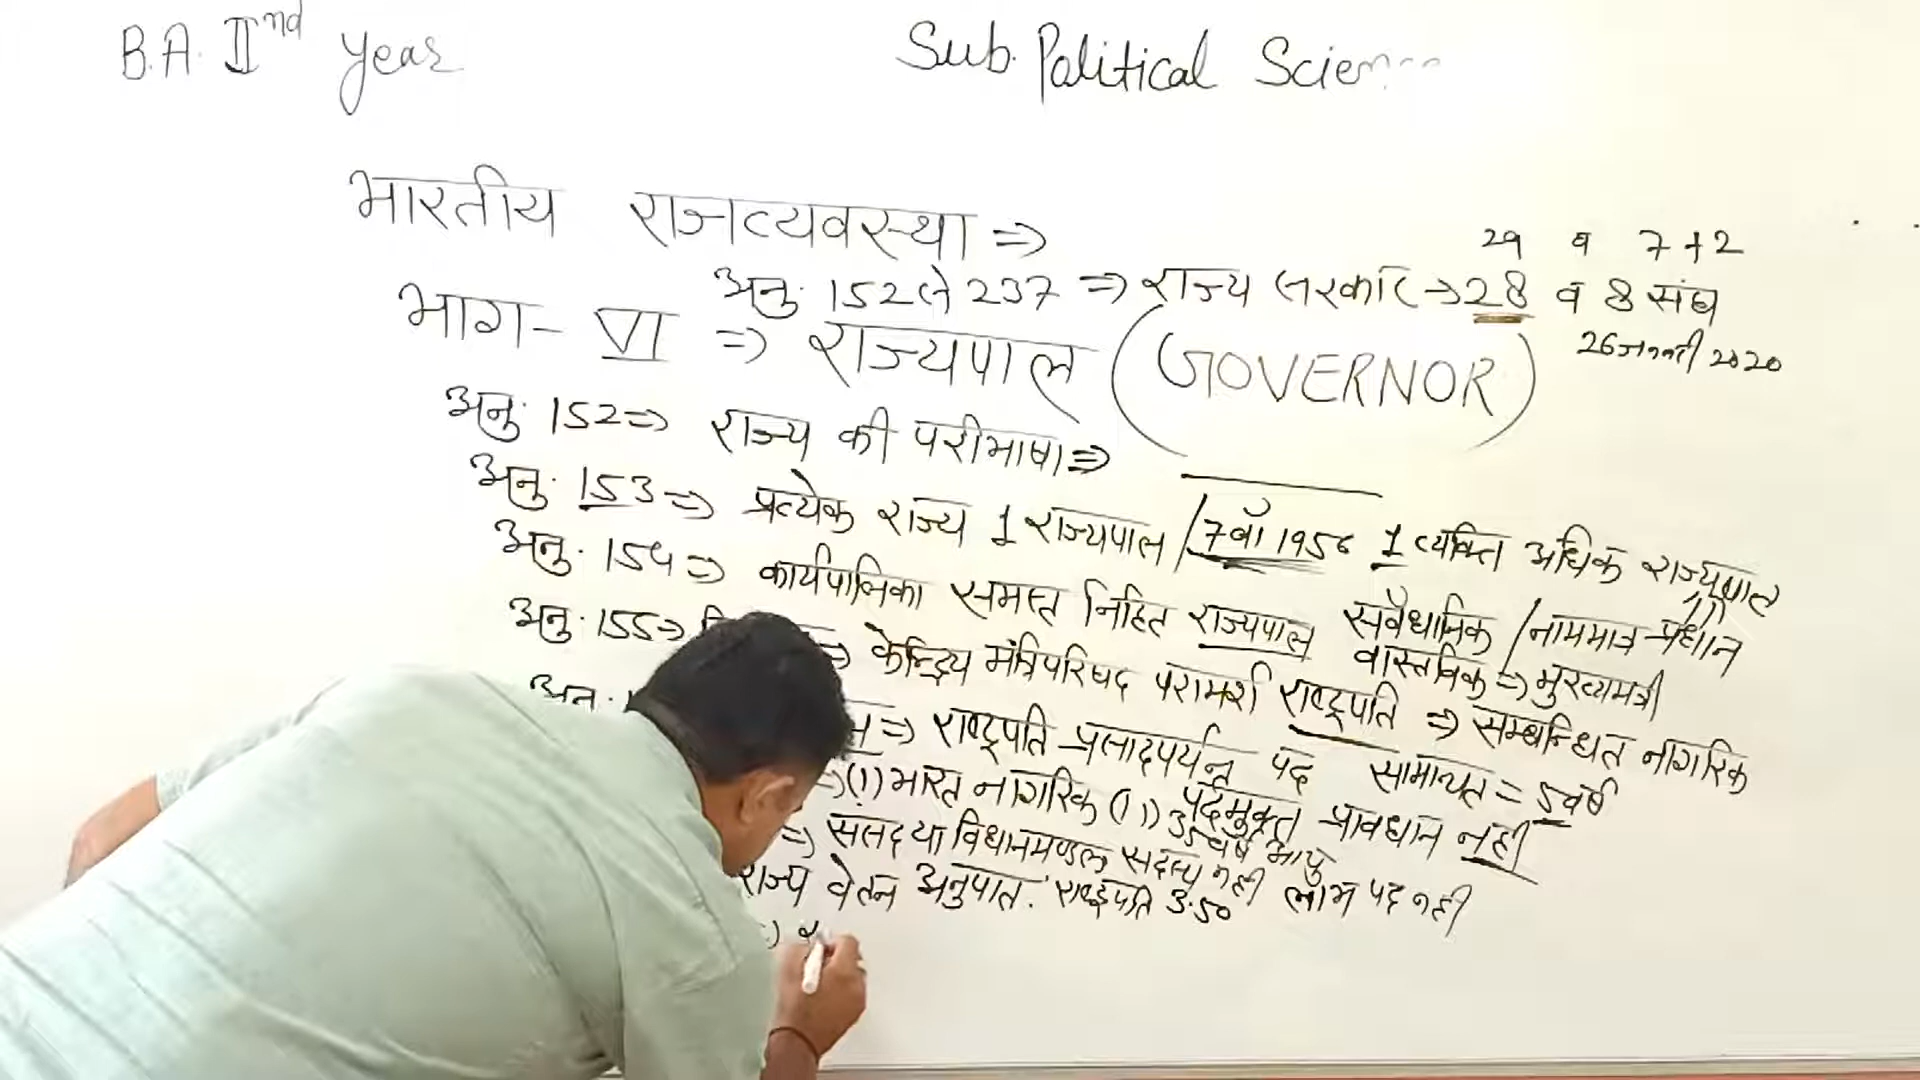 B.A. IInd Year
Sub. Political Scien
भारतीय राजव्यवस्था ⇒
29 व 7+2
अनु. 152 से 237 ⇒ राज्य सरकार → 28 व 8 संघ
26 जनवरी 2020
भाग - VI ⇒ राज्यपाल (GOVERNOR)
अनु. 152 ⇒ राज्य की परीभाषा ⇒
अनु. 153 ⇒ प्रत्येक राज्य 1 राज्यपाल / 7वाँ 1956 1 व्यक्ति अधिक राज्यपाल
अनु. 154 ⇒ कार्यपालिका समस्त निहित राज्यपाल सवैधानिक / नाममात्र प्रधान
वास्तविक ⇒ मुख्यमंत्री
अनु. 155 ⇒ ⇒ केन्द्रिय मंत्रिपरिषद परामर्श राष्ट्रपति ⇒ सम्बन्धित नागरिक
अनु. ⇒ राष्ट्रपति प्रसादपर्यन्त पद सामान्यत = 5 वर्ष
पदमुक्त प्रावधान नही
⇒ (1) भारत नागरिक (11) 35 वर्ष आयु
⇒ संसद या विधानमण्डल सदस्य नही लाभ पद नही
राज्य वेतन अनुपात. राष्ट्रपति 3.50